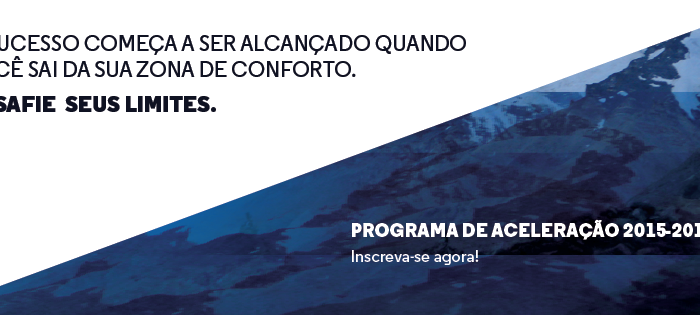 UCESSO COMEÇA A SER ALCANÇADO QUANDO
CÊ SAI DA SUA ZONA DE CONFORTO.
SAFIE SEUS LIMITES.
PROGRAMA DE ACELERAÇÃO 2015-201
Inscreva-se agora!